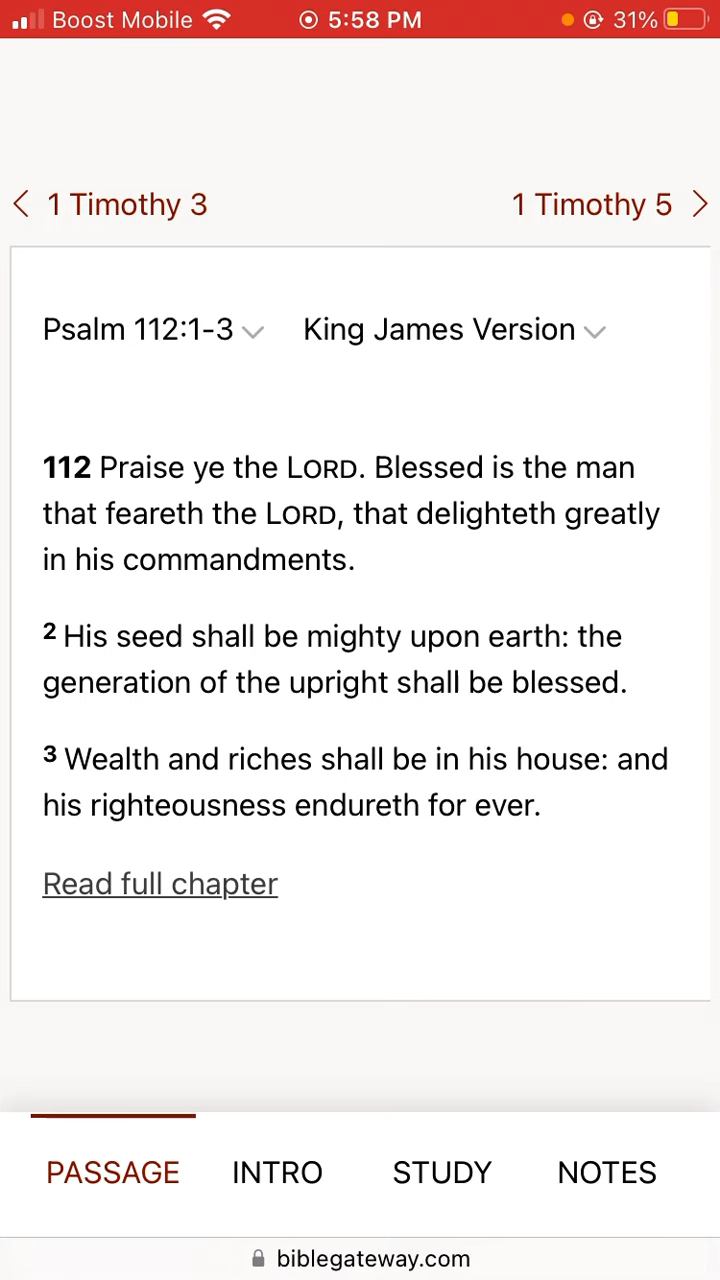 Boost Mobile 5:58 PM 31%
1 Timothy 3 1 Timothy 5
Psalm 112:1-3 King James Version
112 Praise ye the LORD. Blessed is the man
that feareth the LORD, that delighteth greatly
in his commandments.
2 His seed shall be mighty upon earth: the
generation of the upright shall be blessed.
3 Wealth and riches shall be in his house: and
his righteousness endureth for ever.
Read full chapter
PASSAGE INTRO STUDY NOTES
biblegateway.com